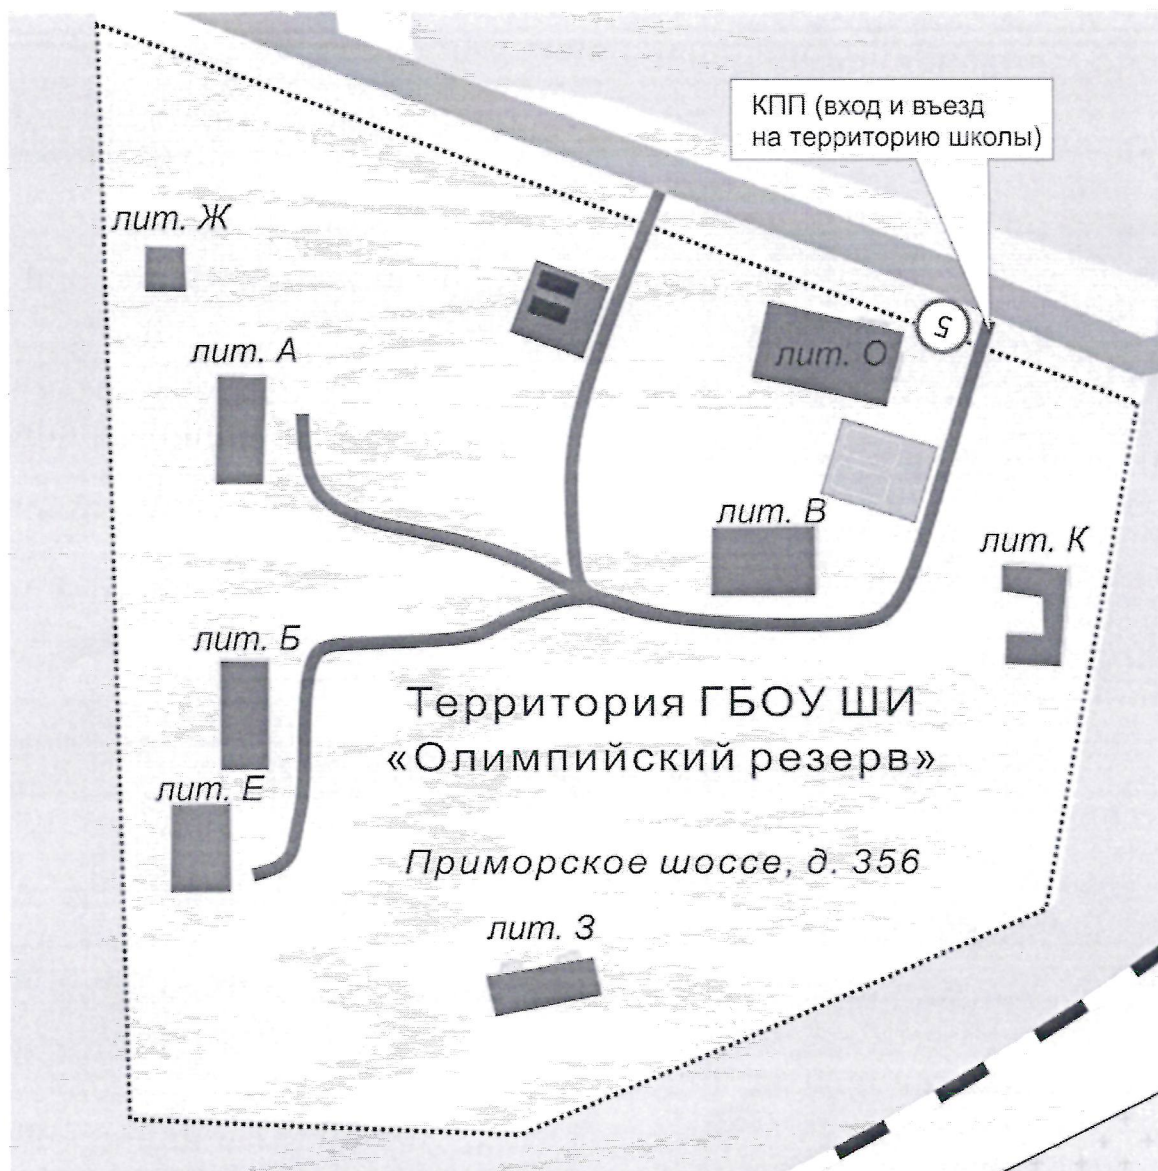 КПП (вход и въезд
на территорию школы)
лит. Ж
5
лит. А
лит. О
лит. В
лит. К
лит. Б
Территория ГБОУ ШИ
«Олимпийский резерв»
лит. Е
Приморское шоссе, д. 356
лит. З